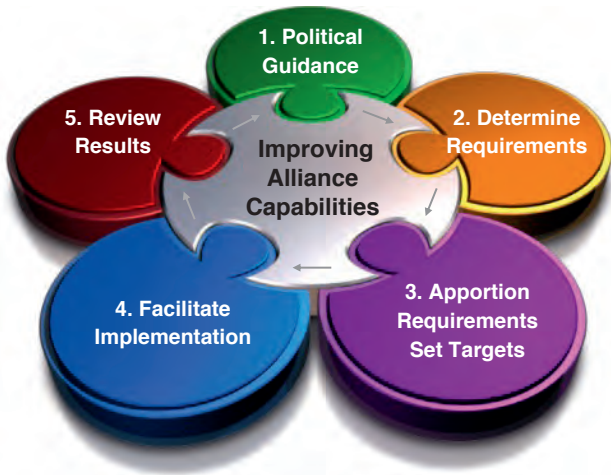 1. Political
Guidance
2. Determine
Requirements
3. Apportion
Requirements
Set Targets
4. Facilitate
Implementation
5. Review
Results
Improving
Alliance
Capabilities